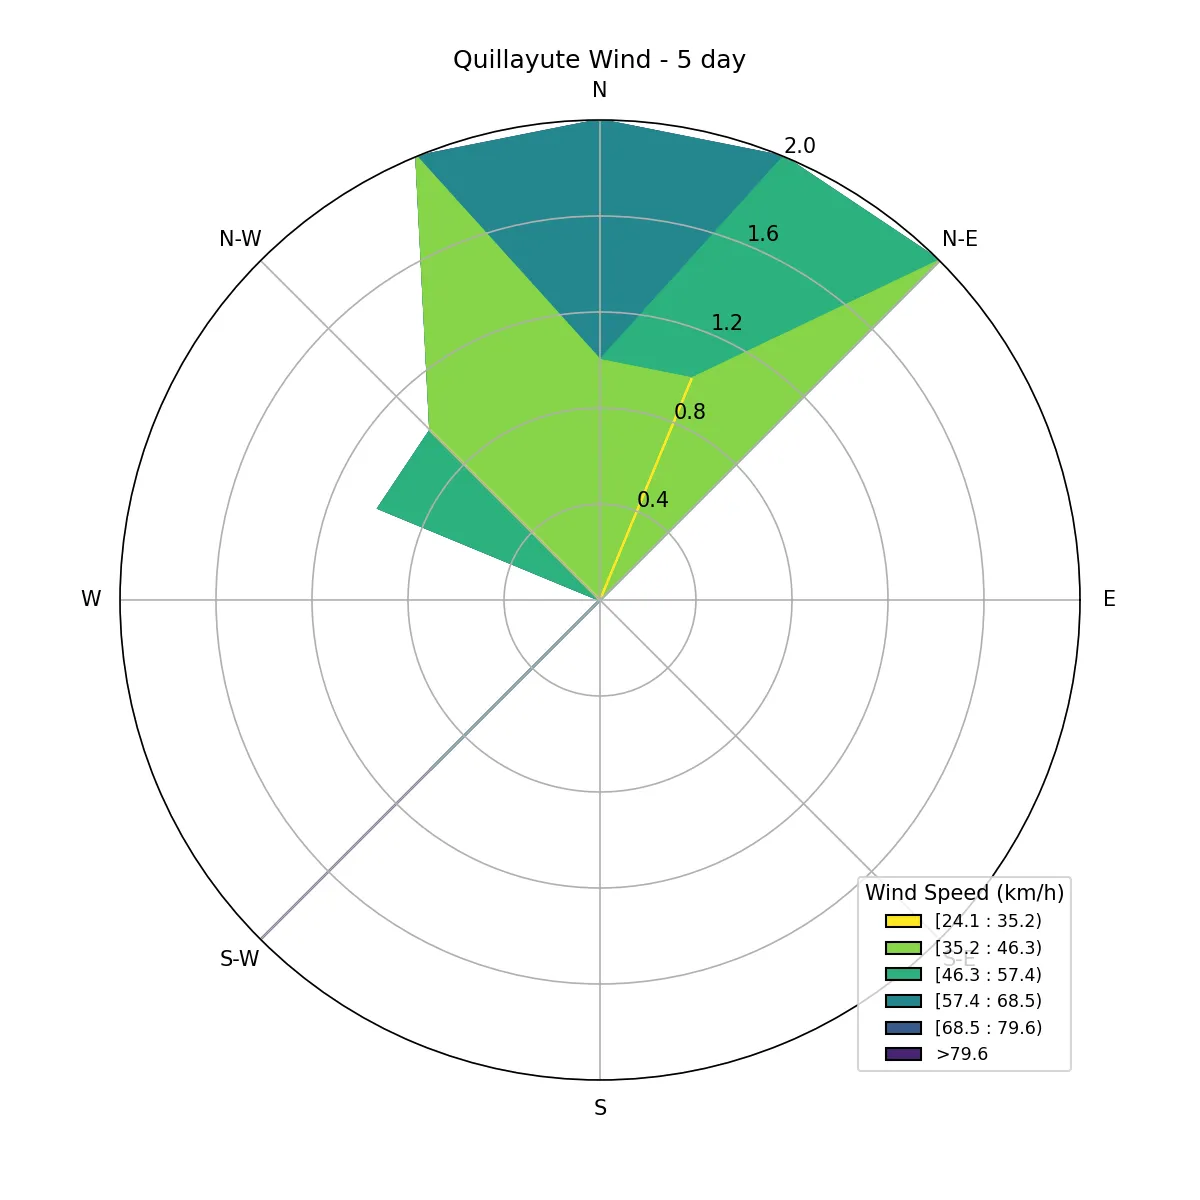 Quillayute Wind - 5 day
N
2.0
1.6
N-W
N-E
1.2
0.8
0.4
W
E
S-W
S-E
S
Wind Speed (km/h)
[24.1 : 35.2)
[35.2 : 46.3)
[46.3 : 57.4)
[57.4 : 68.5)
[68.5 : 79.6)
>79.6